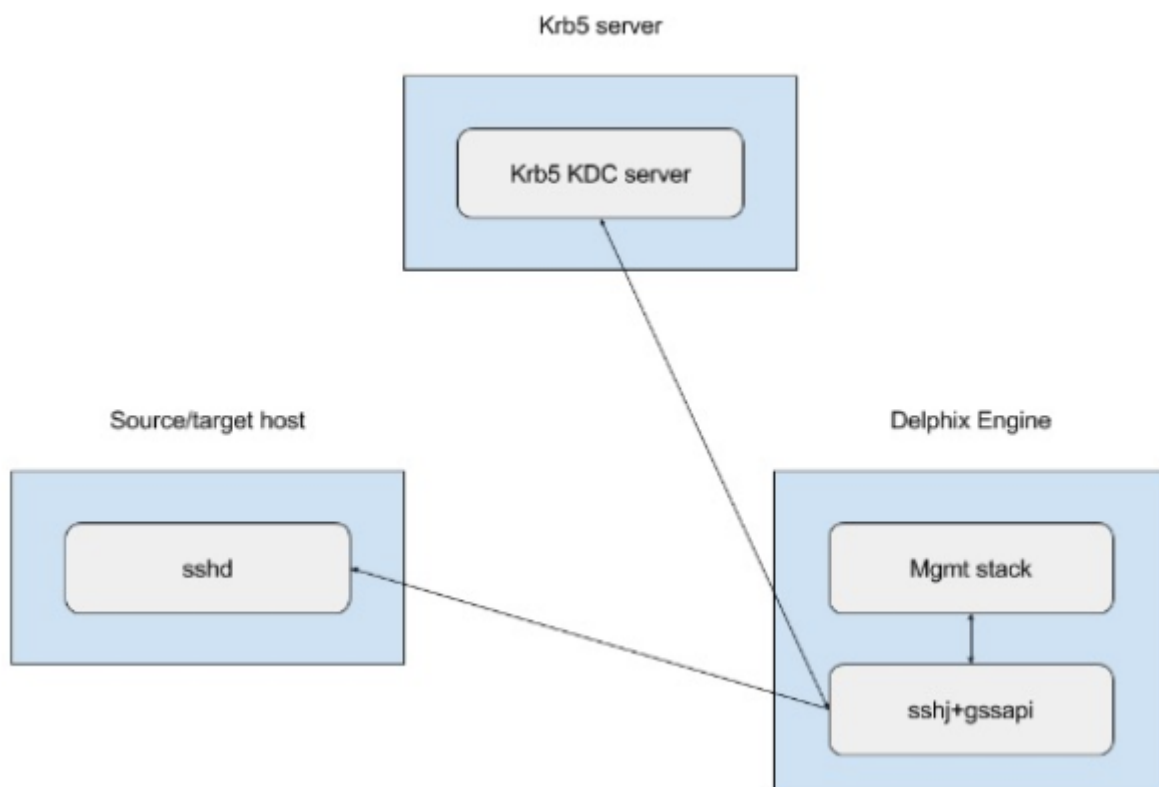 Krb5 server
Krb5 KDC server
Source/target host
Delphix Engine
sshd
Mgmt stack
sshj+gssapi